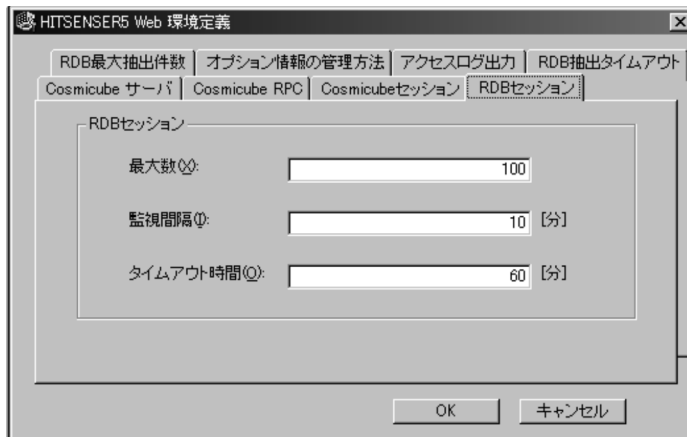 HITSENSER5 Web 環境定義
RDB最大抽出件数 オプション情報の管理方法 アクセスログ出力 RDB抽出タイムアウト
Cosmicube サーバ Cosmicube RPC Cosmicubeセッション RDBセッション
RDBセッション
最大数(X): 100
監視間隔(I): 10 [分]
タイムアウト時間(O): 60 [分]
OK キャンセル